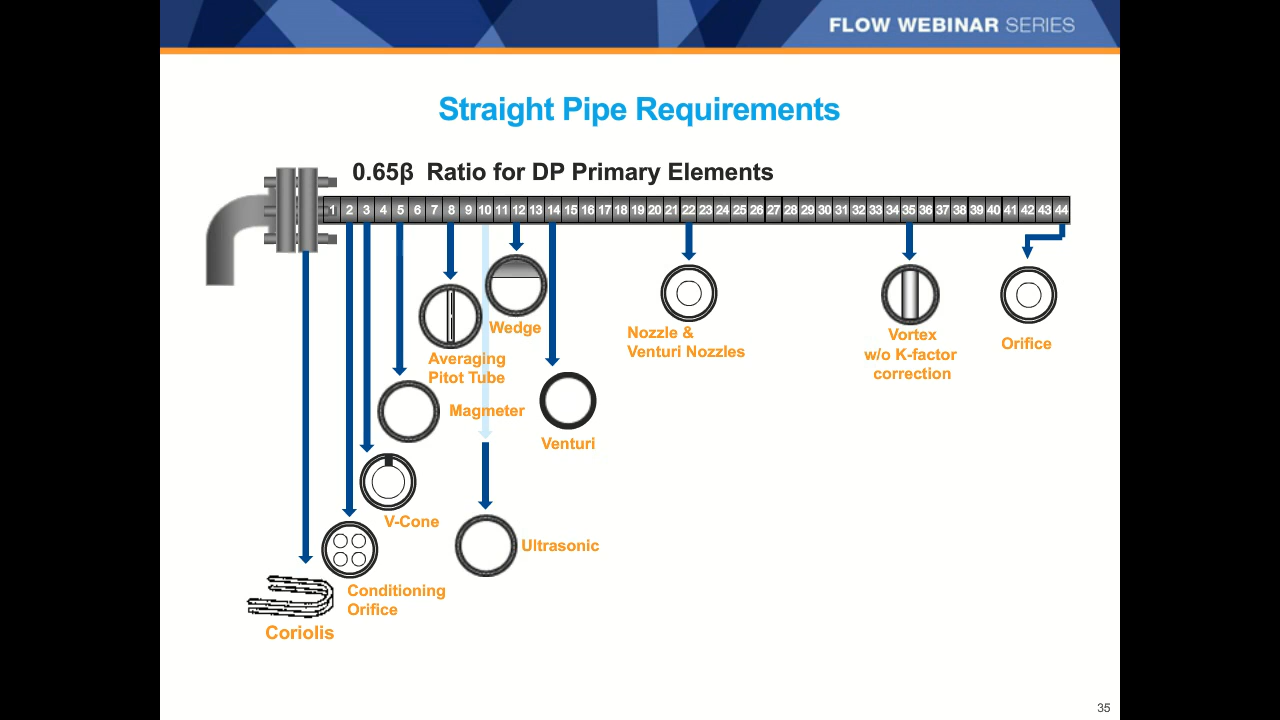 FLOW WEBINAR SERIES
Straight Pipe Requirements
0.65β Ratio for DP Primary Elements
1 2 3 4 5 6 7 8 9 10 11 12 13 14 15 16 17 18 19 20 21 22 23 24 25 26 27 28 29 30 31 32 33 34 35 36 37 38 39 40 41 42 43 44
Wedge
Nozzle &
Venturi Nozzles
Vortex
w/o K-factor
correction
Orifice
Averaging
Pitot Tube
Magmeter
Venturi
V-Cone
Ultrasonic
Conditioning
Orifice
Coriolis
35